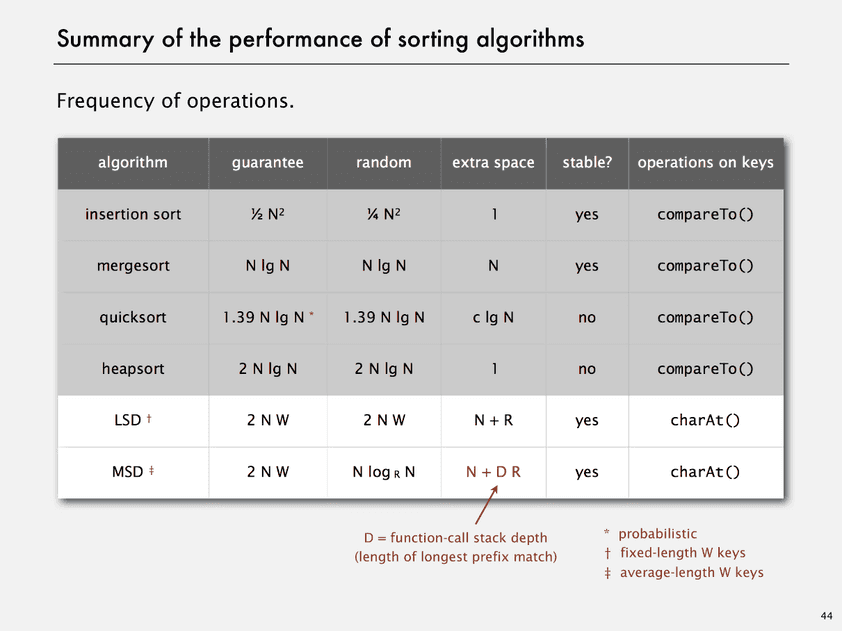 Summary of the performance of sorting algorithms
Frequency of operations.
algorithm guarantee random extra space stable? operations on keys
insertion sort ½ N² ¼ N² 1 yes compareTo()
mergesort N lg N N lg N N yes compareTo()
quicksort 1.39 N lg N * 1.39 N lg N c lg N no compareTo()
heapsort 2 N lg N 2 N lg N 1 no compareTo()
LSD † 2 N W 2 N W N + R yes charAt()
MSD ‡ 2 N W N log R N N + D R yes charAt()
D = function-call stack depth
(length of longest prefix match)
* probabilistic
† fixed-length W keys
‡ average-length W keys
44